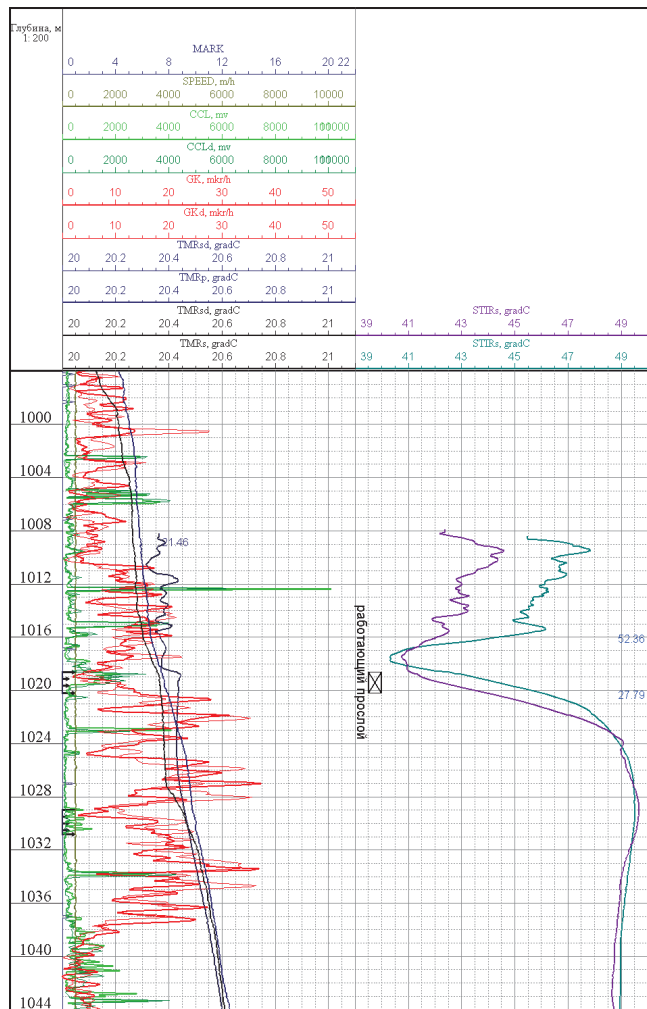 Глубина, м
1: 200
0 4 8 12 16 20 22
MARK
SPEED, m/h
0 2000 4000 6000 8000 10000
CCL, mv
0 2000 4000 6000 8000
CCLd, mv
0 2000 4000 6000 8000
GK, mkr/h
0 10 20 30 40 50
GKd, mkr/h
0 10 20 30 40 50
TMRsd, gradC
20 20.2 20.4 20.6 20.8 21
TMRp, gradC
20 20.2 20.4 20.6 20.8 21
TMRsd, gradC STIRs, gradC
20 20.2 20.4 20.6 20.8 21 39 41 43 45 47 49
TMRs, gradC STIRs, gradC
20 20.2 20.4 20.6 20.8 21 39 41 43 45 47 49
1000
1004
1008
21.46
1012
1016
52.36
работающий прослой
1020
27.79
1024
1028
1032
1036
1040
1044